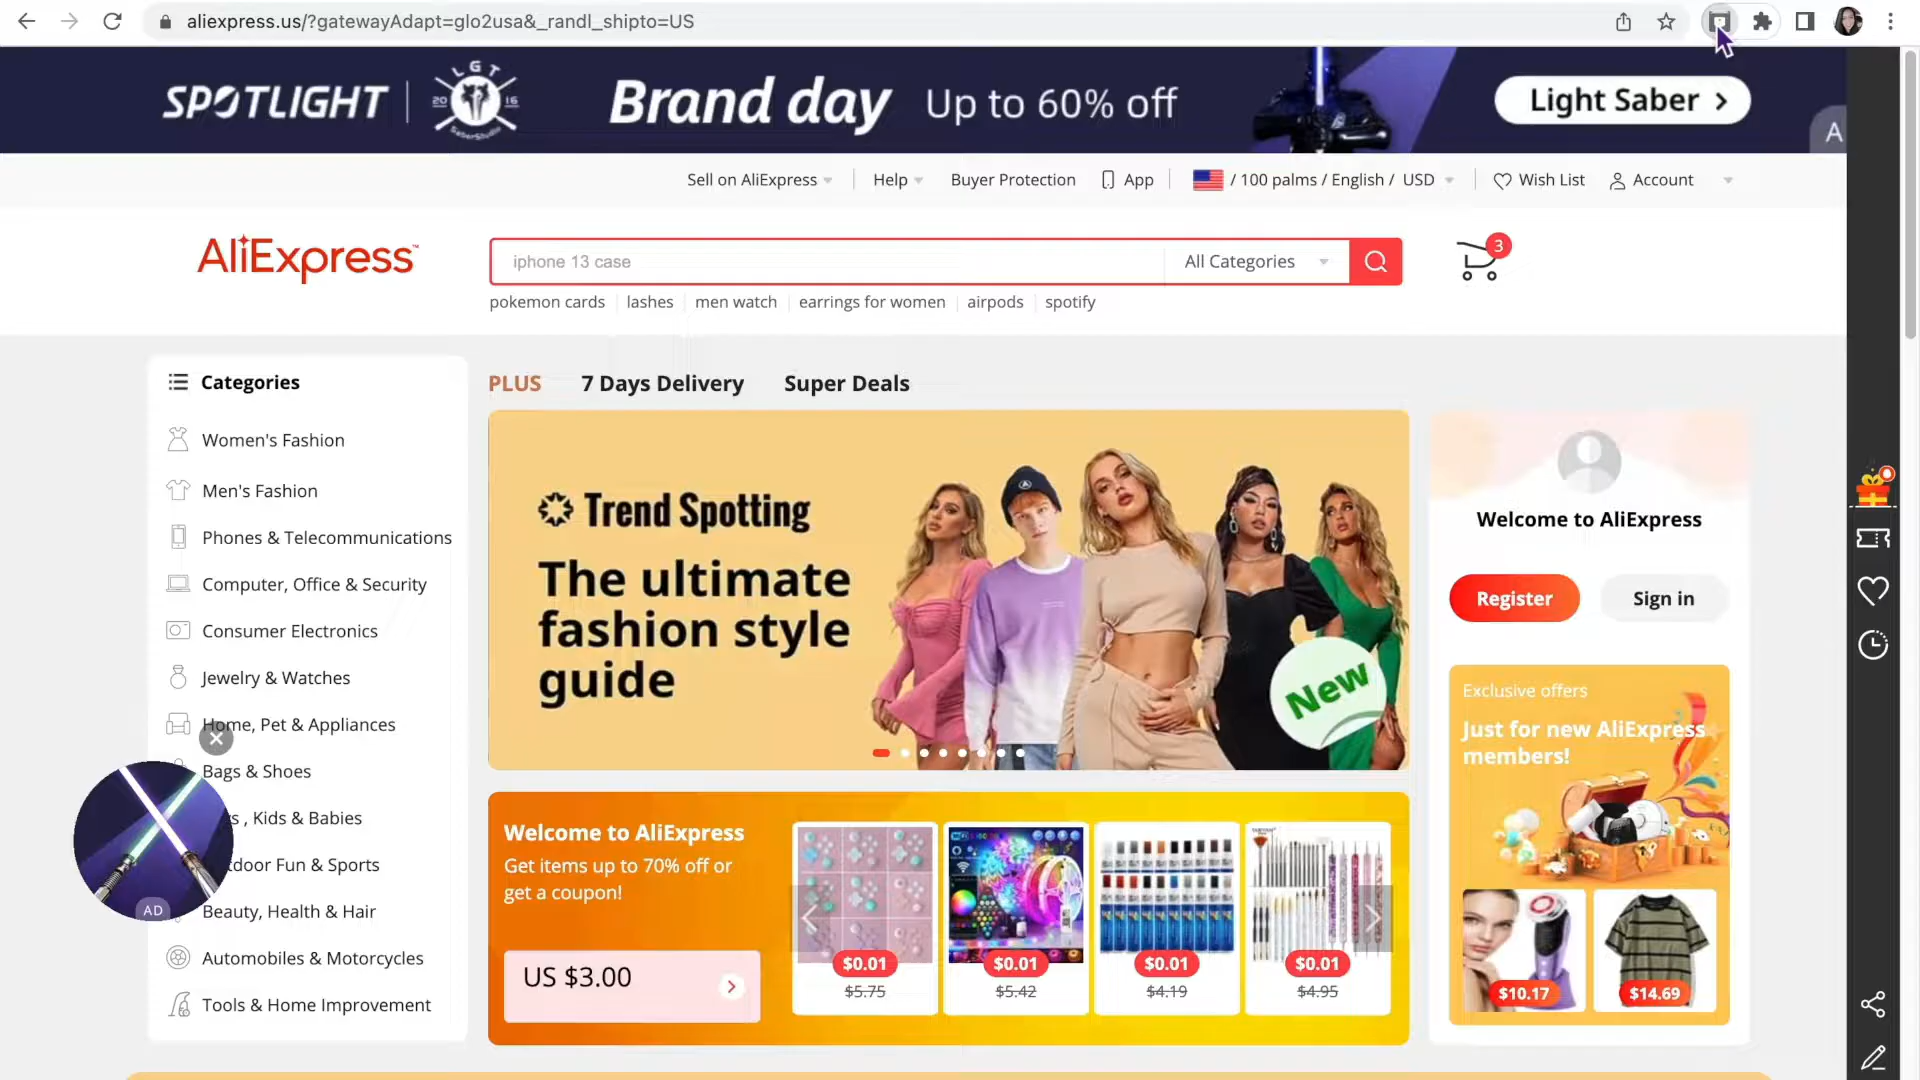 aliexpress.us/?gatewayAdapt=glo2usa&_randl_shipto=US
SPOTLIGHT
LGT
20 16
SaberStudio
Brand day Up to 60% off
Light Saber
A
Sell on AliExpress
Help
Buyer Protection
App
/ 100 palms / English / USD
Wish List
Account
AliExpress™
iphone 13 case
All Categories
3
pokemon cards
lashes
men watch
earrings for women
airpods
spotify
Categories
Women's Fashion
Men's Fashion
Phones & Telecommunications
Computer, Office & Security
Consumer Electronics
Jewelry & Watches
Home, Pet & Appliances
Bags & Shoes
, Kids & Babies
door Fun & Sports
Beauty, Health & Hair
Automobiles & Motorcycles
Tools & Home Improvement
AD
PLUS
7 Days Delivery
Super Deals
Trend Spotting
The ultimate
fashion style
guide
New
Welcome to AliExpress
Register
Sign in
Exclusive offers
Just for new AliExpress
members!
$10.17
$14.69
Welcome to AliExpress
Get items up to 70% off or
get a coupon!
US $3.00
$0.01
$5.75
$0.01
$5.42
$0.01
$4.19
$0.01
$4.95